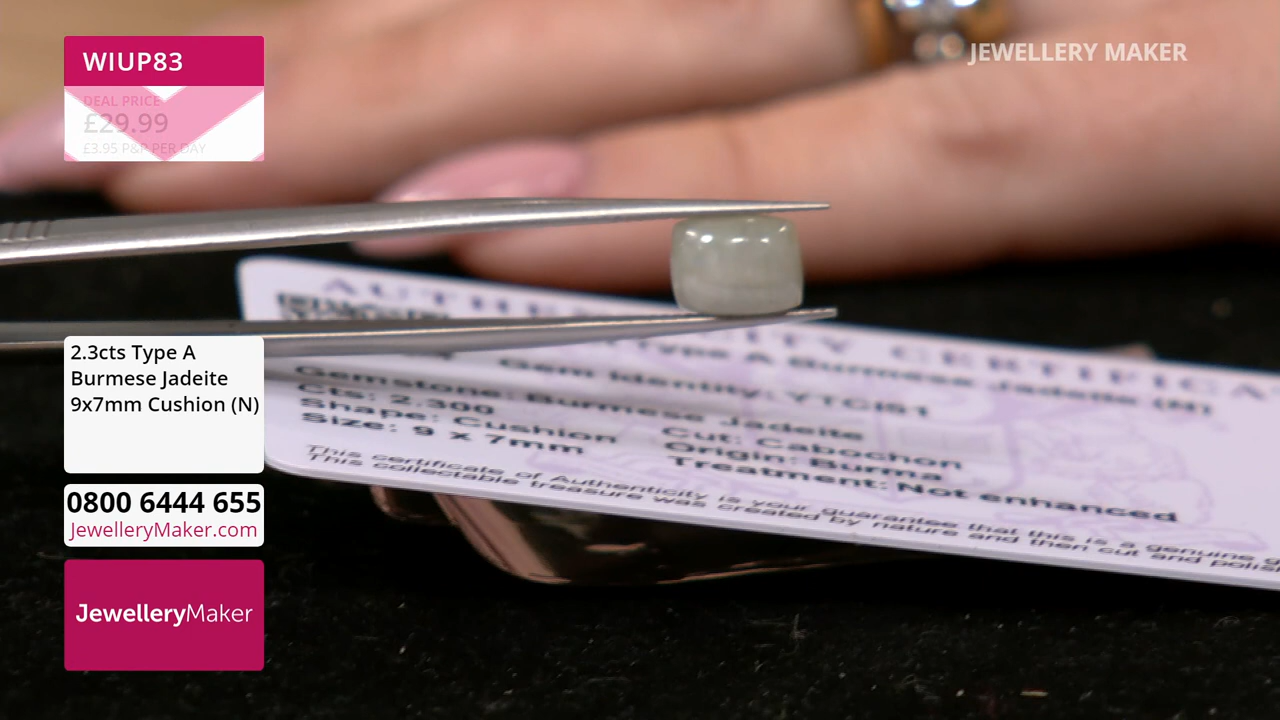 WIUP83
DEAL PRICE
£29.99
£3.95 P&P PER DAY
JEWELLERY MAKER
2.3cts Type A
Burmese Jadeite
9x7mm Cushion (N)
0800 6444 655
JewelleryMaker.com
JewelleryMaker
Type A Burmese Jadeite (N)
Gem Identity: YTCI51
Gemstone: Burmese Jadeite
Cts: 2.300
Cut: Cabochon
Shape: Cushion
Origin: Burma
Size: 9 x 7mm
Treatment: Not enhanced
This certificate of Authenticity is your guarantee that this is a genuine
This collectable treasure was created by nature and then cut and